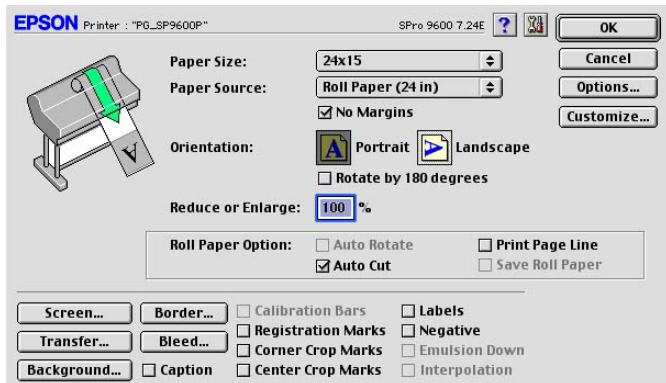 EPSON Printer : "PG_SP9600P" SPro 9600 7.24E ? OK
Paper Size: 24x15 Cancel
Paper Source: Roll Paper (24 in) Options...
No Margins Customize...
Orientation: A Portrait A Landscape
A
Rotate by 180 degrees
Reduce or Enlarge: 100 %
Roll Paper Option: Auto Rotate Print Page Line
Auto Cut Save Roll Paper
Screen... Border... Calibration Bars Labels
Registration Marks Negative
Transfer... Bleed... Corner Crop Marks Emulsion Down
Background... Caption Center Crop Marks Interpolation